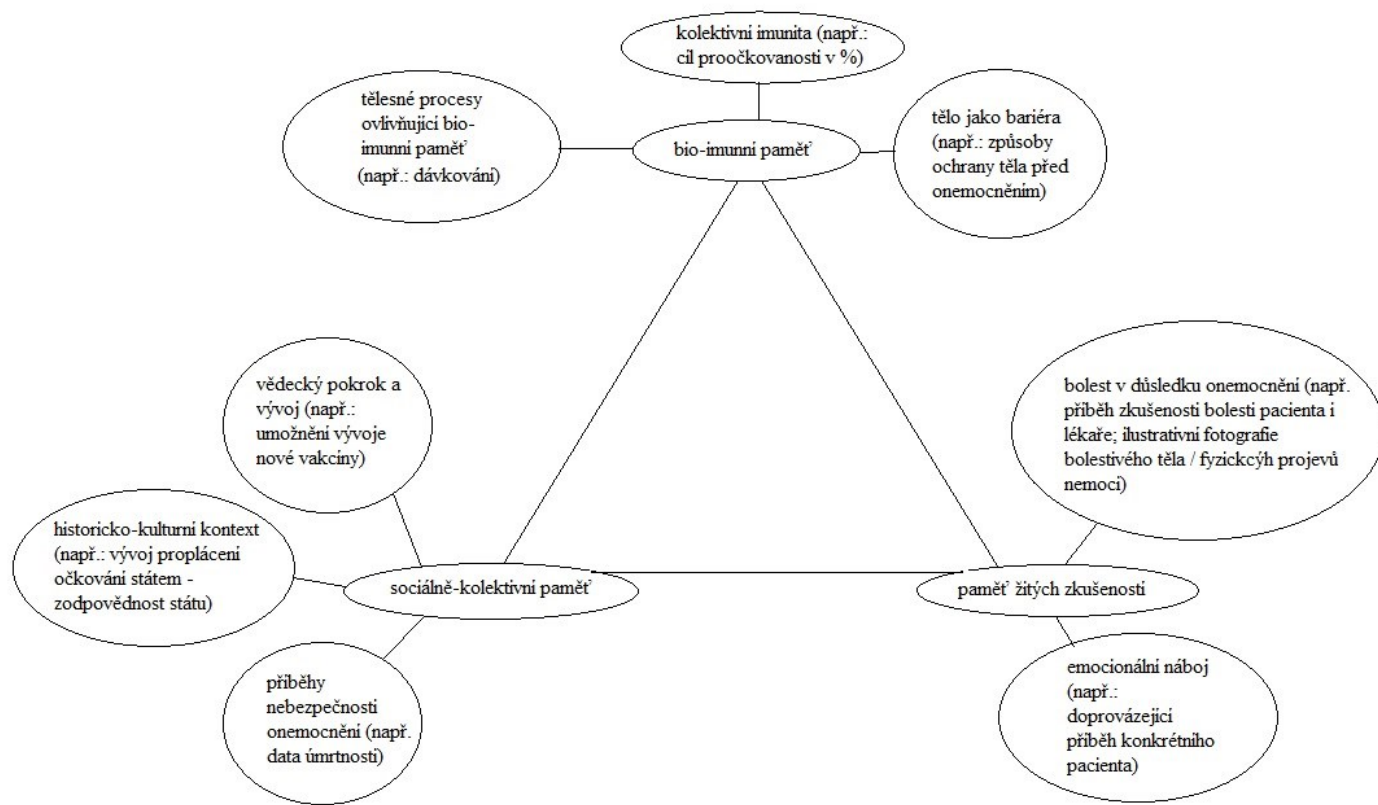 kolektivní imunita (např.:
cíl proočkovanosti v %)
tělesné procesy
ovlivňující bio-
imunní paměť
(např.: dávkování)
bio-imunní paměť
tělo jako bariéra
(např.: způsoby
ochrany těla před
onemocněním)
vědecký pokrok a
vývoj (např.:
umožnění vývoje
nové vakcíny)
bolest v důsledku onemocnění (např.
příběh zkušenosti bolesti pacienta i
lékaře; ilustrativní fotografie
bolestivého těla / fyzickcýh projevů
nemoci)
historicko-kulturní kontext
(např.: vývoj proplácení
očkování státem -
zodpovědnost státu)
sociálně-kolektivní paměť
paměť žitých zkušeností
příběhy
nebezpečnosti
onemocnění (např.
data úmrtnosti)
emocionální náboj
(např.:
doprovázející
příběh konkrétního
pacienta)